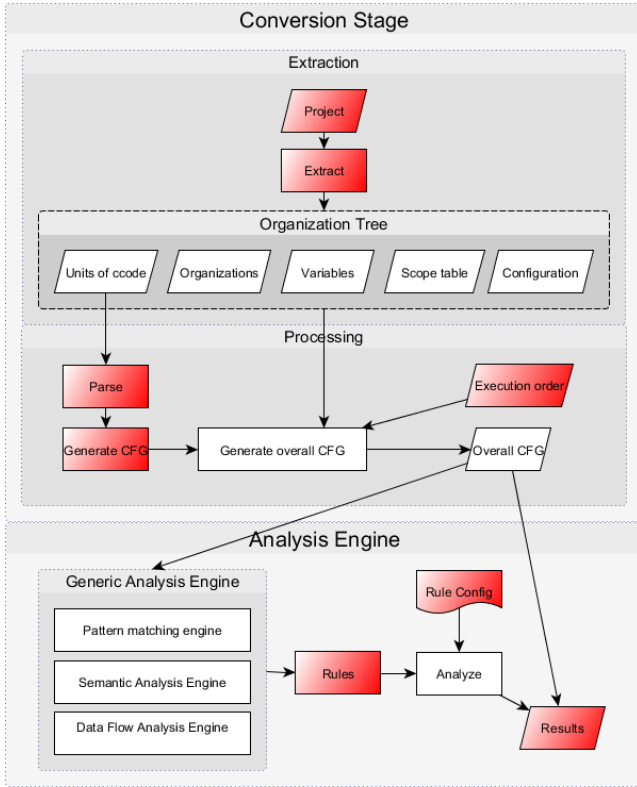 Conversion Stage
Extraction
Project
Extract
Organization Tree
Units of ccode
Organizations
Variables
Scope table
Configuration
Processing
Parse
Execution order
Generate CFG
Generate overall CFG
Overall CFG
Analysis Engine
Generic Analysis Engine
Rule Config
Pattern matching engine
Semantic Analysis Engine
Rules
Analyze
Data Flow Analysis Engine
Results